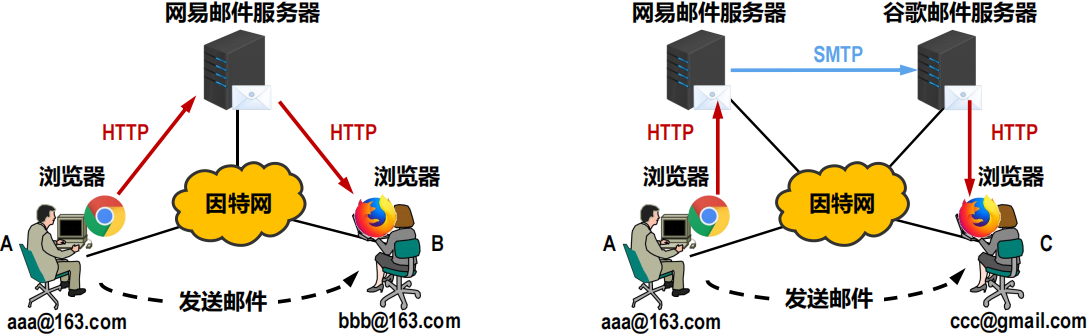 网易邮件服务器
HTTP
HTTP
浏览器
浏览器
因特网
A
B
发送邮件
aaa@163.com
bbb@163.com
网易邮件服务器
谷歌邮件服务器
SMTP
HTTP
HTTP
浏览器
浏览器
因特网
A
C
发送邮件
aaa@163.com
ccc@gmail.com